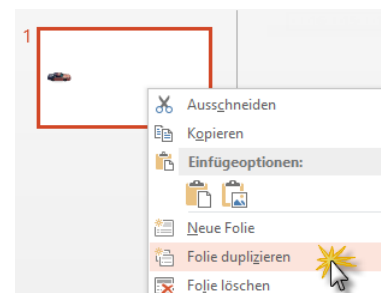 1
Ausschneiden
Kopieren
Einfügeoptionen:
Neue Folie
Folie duplizieren
Folie löschen